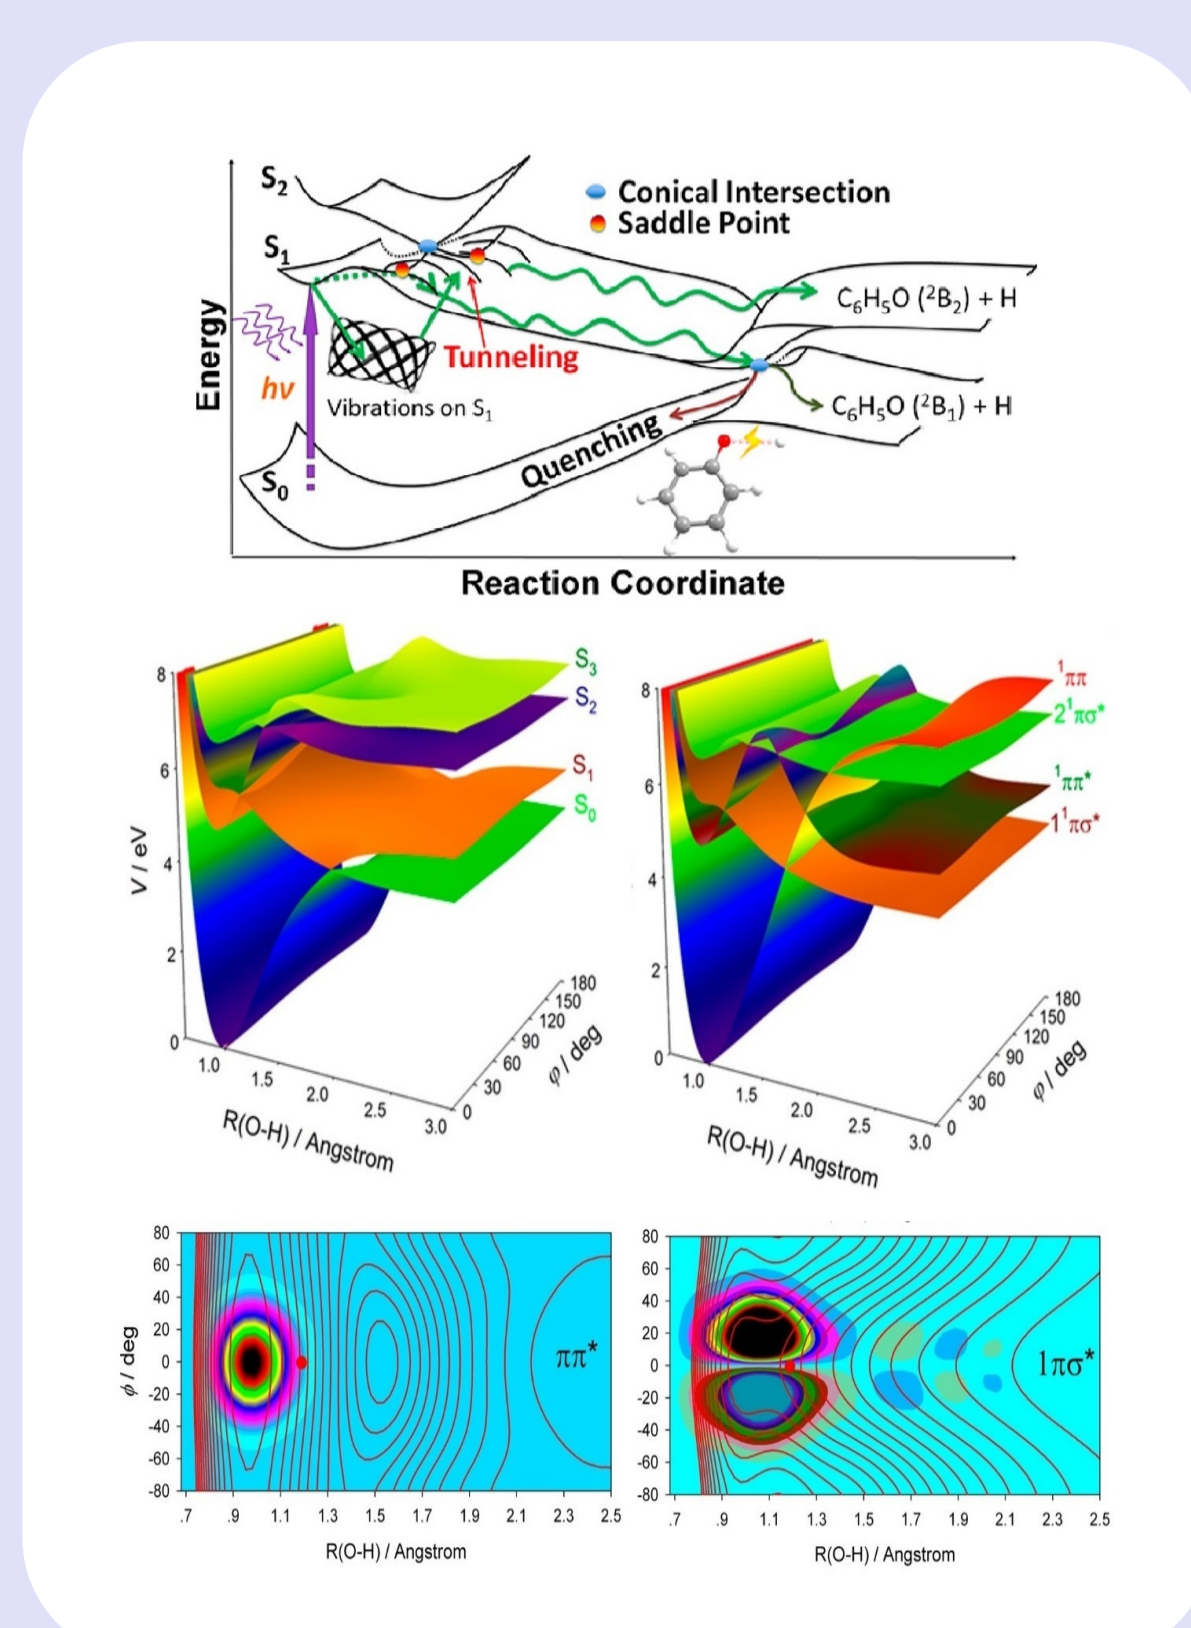 S₂
Conical Intersection
Saddle Point
S₁
C₆H₅O (²B₂) + H
Energy
Tunneling
hν
Vibrations on S₁
C₆H₅O (²B₁) + H
Quenching
S₀
Reaction Coordinate
S₃
S₂
S₁
S₀
8
6
4
2
0
V / eV
1.0
1.5
2.0
2.5
3.0
R(O-H) / Angstrom
0
30
60
90
120
150
180
φ / deg
¹ππ
2¹πσ*
¹ππ*
1¹πσ*
8
6
4
2
0
1.0
1.5
2.0
2.5
3.0
R(O-H) / Angstrom
0
30
60
90
120
150
180
φ / deg
80
60
40
20
0
-20
-40
-60
-80
ϕ / deg
ππ*
.7 .9 1.1 1.3 1.5 1.7 1.9 2.1 2.3 2.5
R(O-H) / Angstrom
80
60
40
20
0
-20
-40
-60
-80
1πσ*
.7 .9 1.1 1.3 1.5 1.7 1.9 2.1 2.3 2.5
R(O-H) / Angstrom